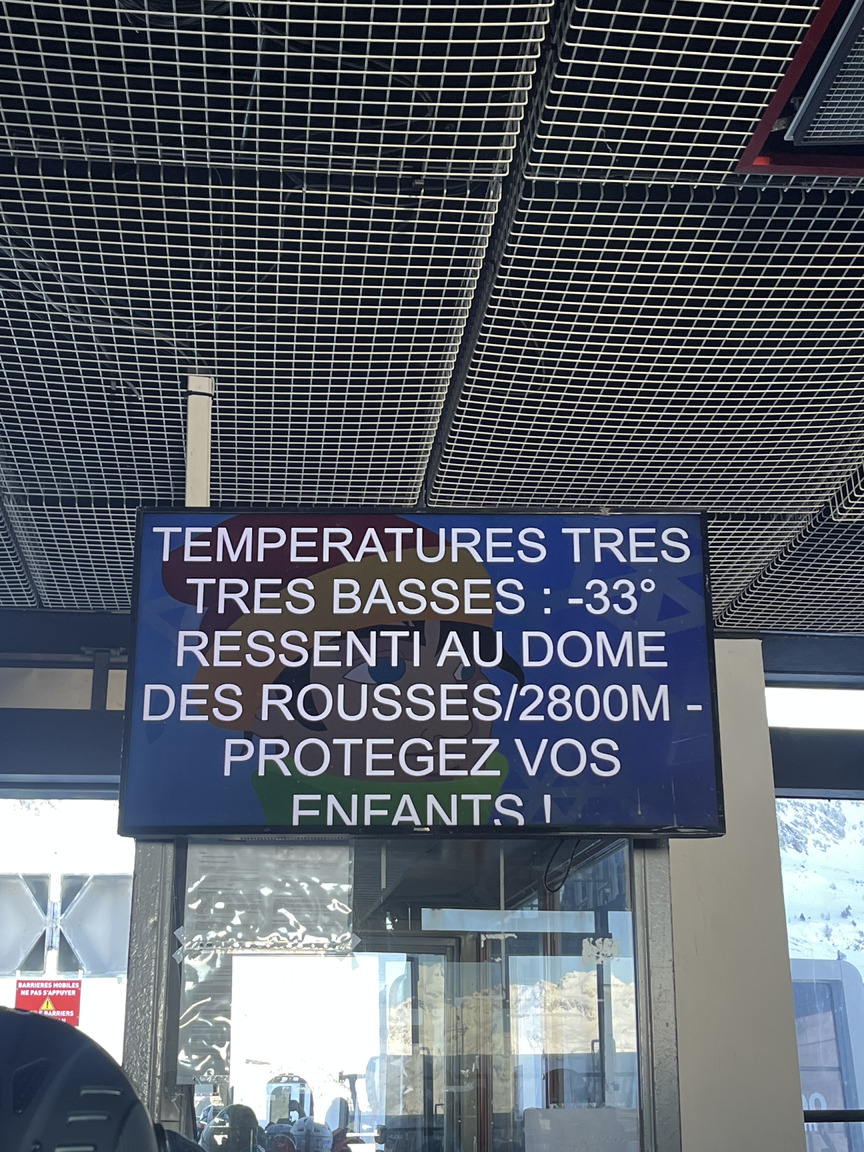 TEMPERATURES TRES
TRES BASSES : -33°
RESSENTI AU DOME
DES ROUSSES/2800M -
PROTEGEZ VOS
ENFANTS !
BARRIERES MOBILES
NE PAS S'APPUYER
BARRIERS